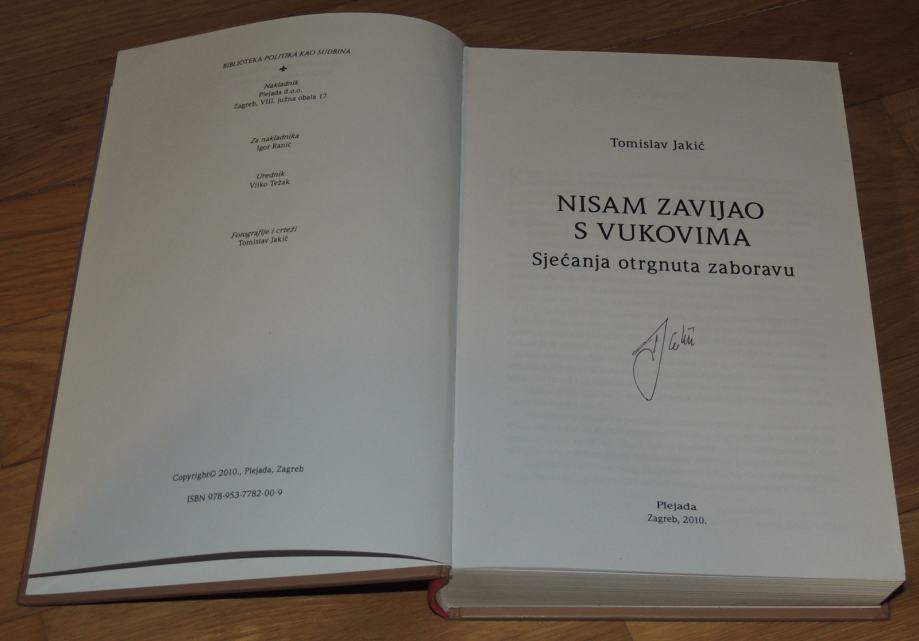 BIBLIOTEKA POLITIKA KAO SUDBINA
Nakladnik
Plejada d.o.o.
Zagreb, VIII. južna obala 17
Za nakladnika
Igor Ranić
Urednik
Vilko Težak
Fotografije i crteži
Tomislav Jakić
Copyright© 2010., Plejada, Zagreb
ISBN 978-953-7782-00-9
Tomislav Jakić
NISAM ZAVIJAO
S VUKOVIMA
Sjećanja otrgnuta zaboravu
Plejada
Zagreb, 2010.